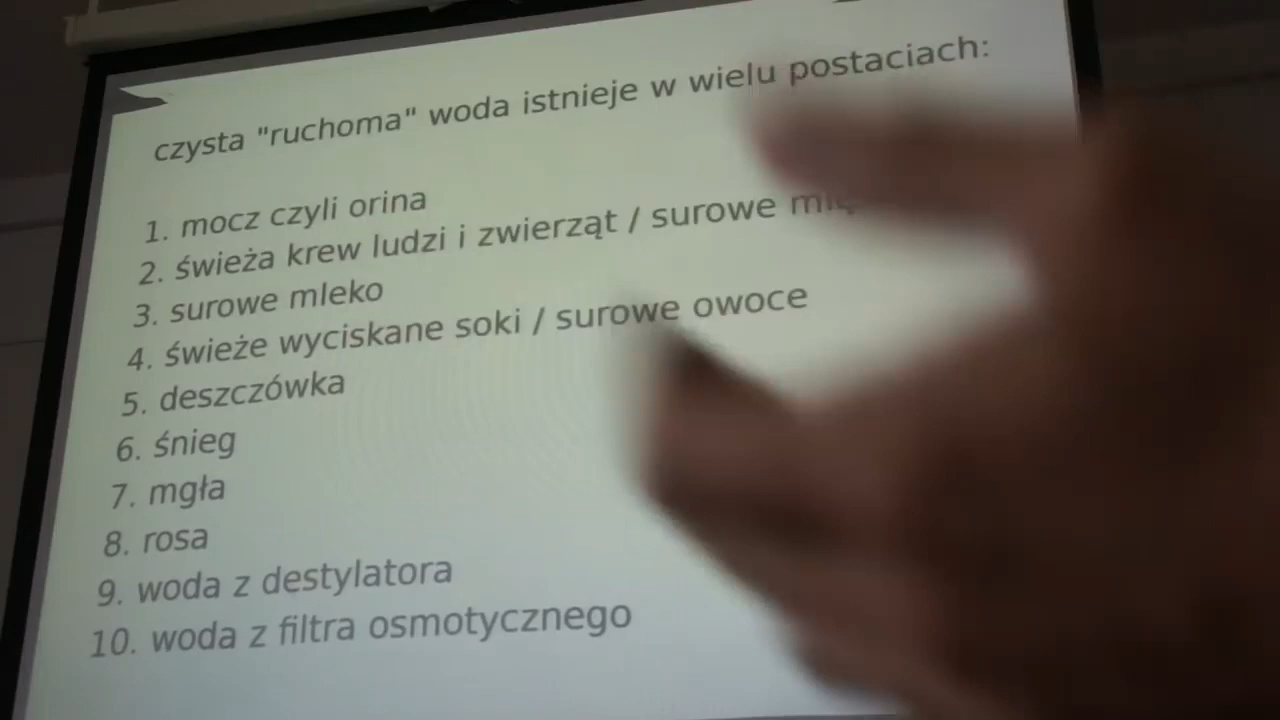 czysta "ruchoma" woda istnieje w wielu postaciach:
1. mocz czyli orina
2. świeża krew ludzi i zwierząt / surowe
3. surowe mleko
4. świeże wyciskane soki / surowe owoce
5. deszczówka
6. śnieg
7. mgła
8. rosa
9. woda z destylatora
10. woda z filtra osmotycznego